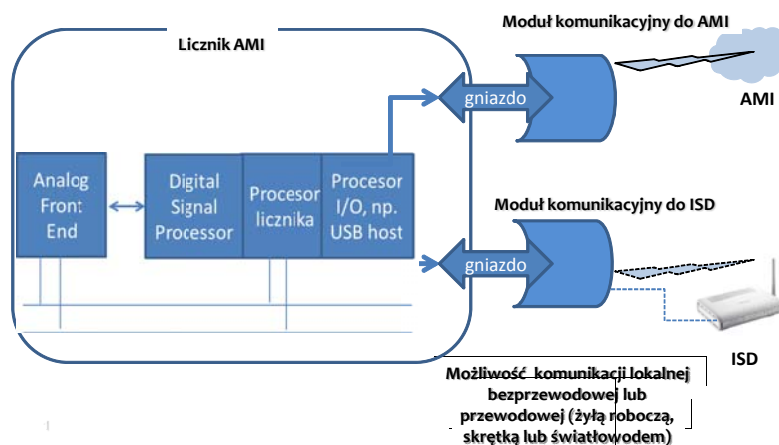 Moduł komunikacyjny do AMI
Licznik AMI
gniazdo
AMI
Analog
Front
End
Digital
Signal
Processor
Procesor
licznika
Procesor
I/O, np.
USB host
Moduł komunikacyjny do ISD
gniazdo
ISD
Możliwość komunikacji lokalnej
bezprzewodowej lub
przewodowej (żyłą roboczą,
skrętką lub światłowodem)
1